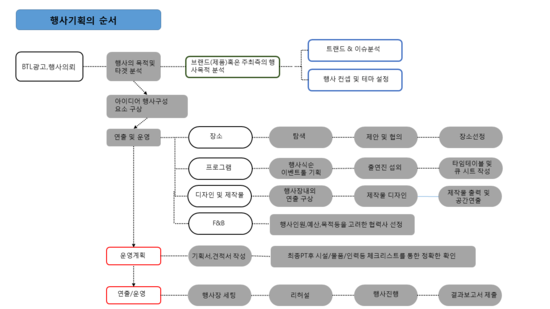 행사기획의 순서
BTL광고,행사의뢰
행사의 목적및
타겟 분석
브랜드(제품)혹은 주최측의 행
사목적 분석
트랜드 & 이슈분석
행사 컨셉 및 테마 설정
아이디어 행사구성
요소 구상
연출 및 운영
장소
탐색
제안 및 협의
장소선정
프로그램
행사식순
이벤트툴 기획
출연진 섭외
타임테이블 및
큐 시트 작성
디자인 및 제작물
행사장내외
연출 구상
제작물 디자인
제작물 출력 및
공간연출
F&B
행사인원,예산,목적등을 고려한 협력사 선정
운영계획
기획서,견적서 작성
최종PT후 시설/물품/인력등 체크리스트를 통한 정확한 확인
연출/운영
행사장 세팅
리허설
행사진행
결과보고서 제출